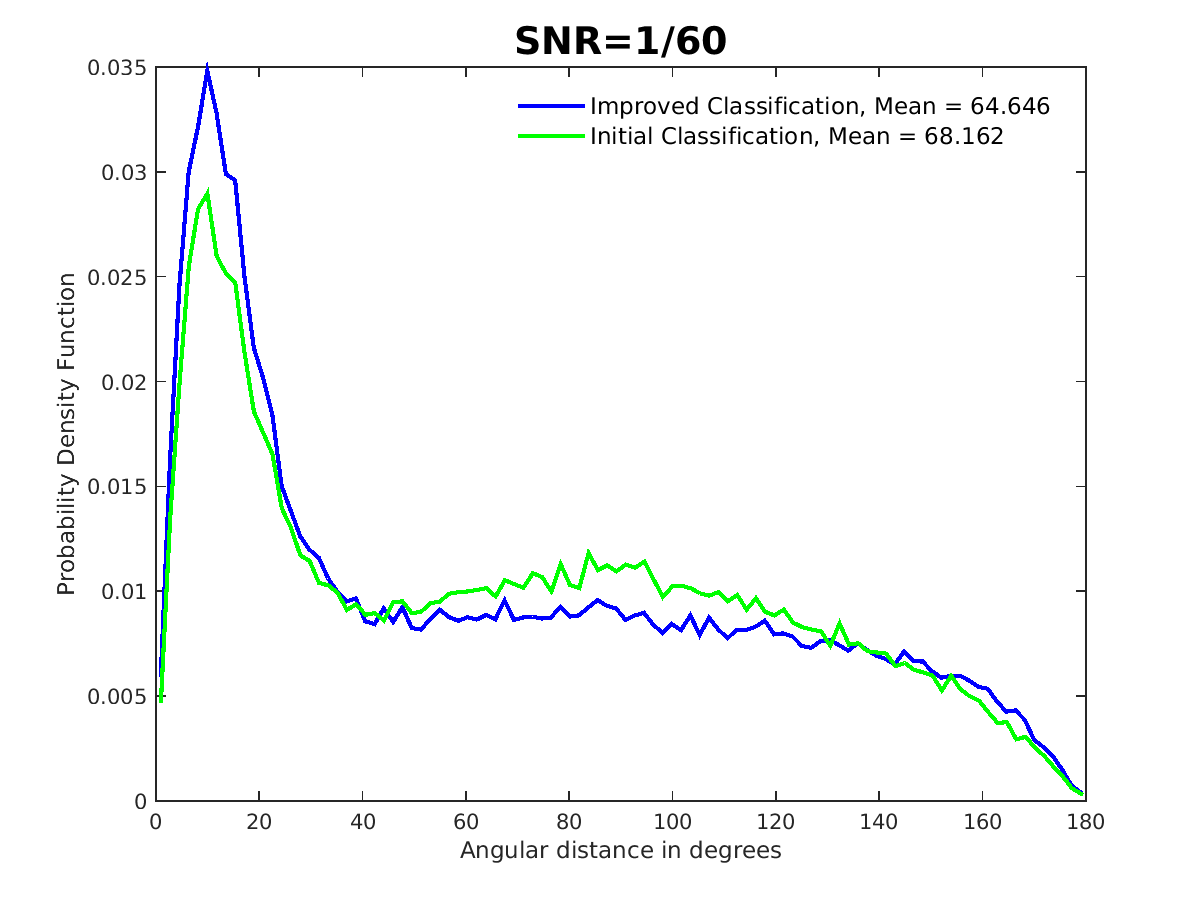 SNR=1/60
Improved Classification, Mean = 64.646
Initial Classification, Mean = 68.162
Probability Density Function
0.035
0.03
0.025
0.02
0.015
0.01
0.005
0
0 20 40 60 80 100 120 140 160 180
Angular distance in degrees